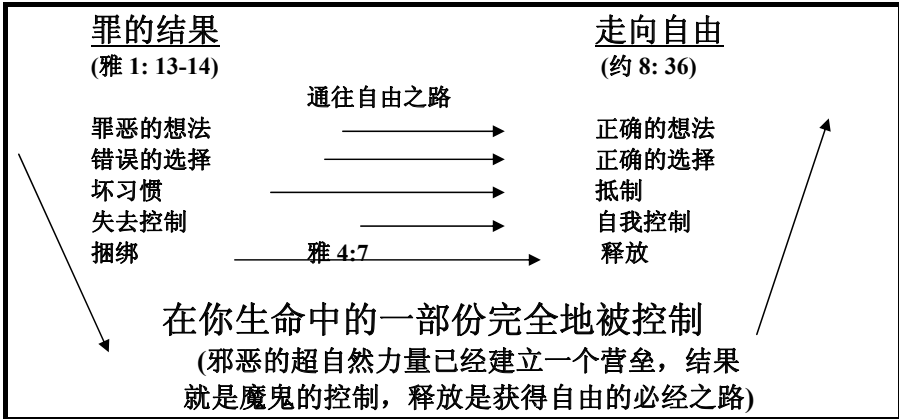 罪的结果 走向自由
(雅 1: 13-14) (约 8: 36)
通往自由之路
罪恶的想法 正确的想法
错误的选择 正确的选择
坏习惯 抵制
失去控制 自我控制
捆绑 雅 4:7 释放
在你生命中的一部份完全地被控制
(邪恶的超自然力量已经建立一个营垒，结果
就是魔鬼的控制，释放是获得自由的必经之路)